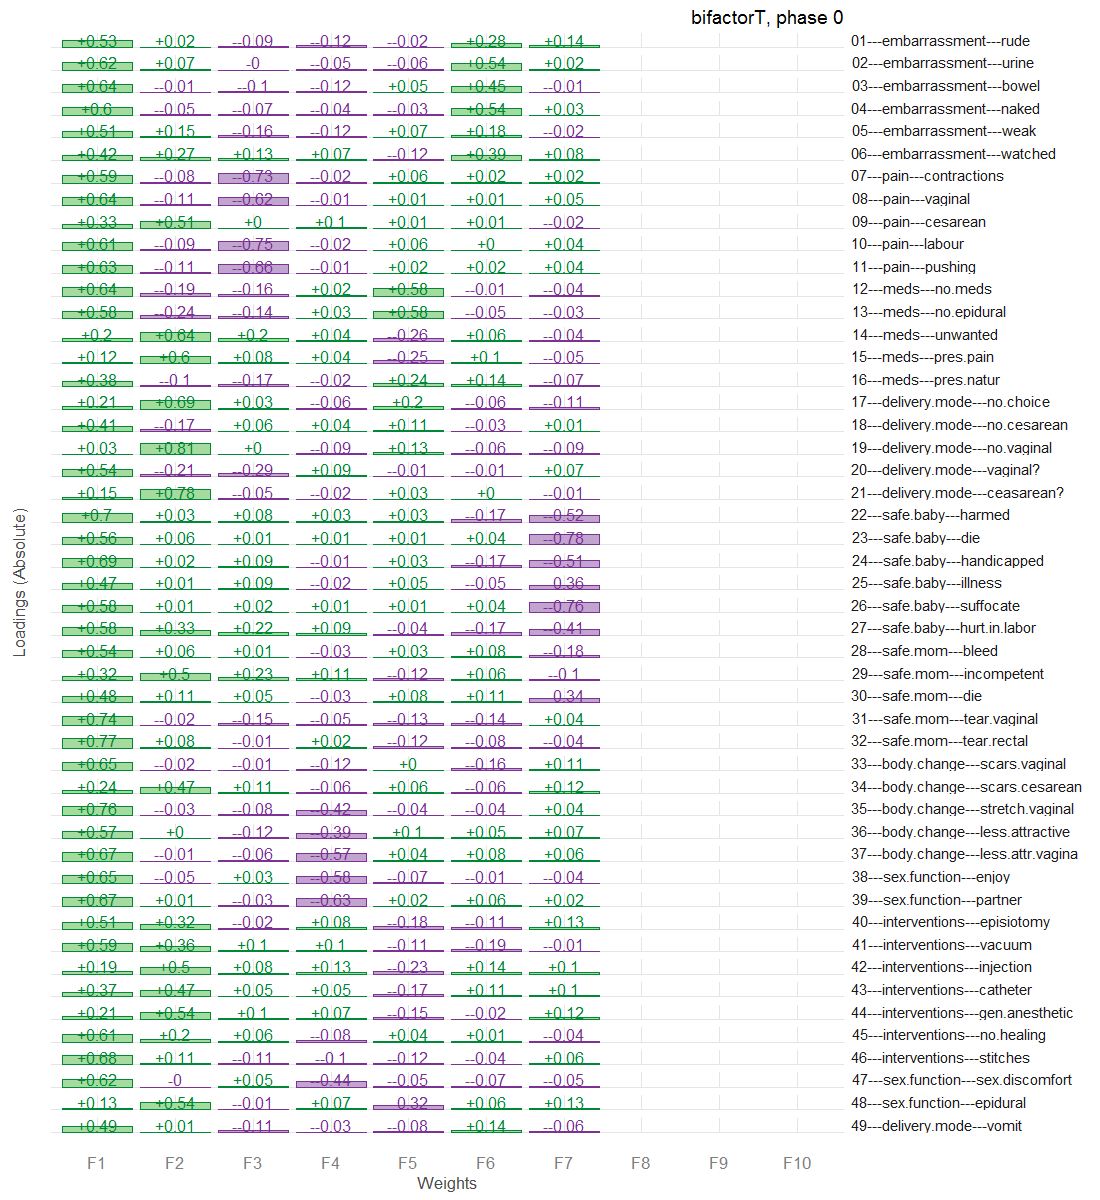 bifactorT, phase 0
+0.53 +0.02 --0.09 --0.12 --0.02 +0.28 +0.14 01---embarrassment---rude
+0.62 +0.07 -0 --0.05 --0.06 +0.54 +0.02 02---embarrassment---urine
+0.64 --0.01 --0.1 --0.12 +0.05 +0.45 --0.01 03---embarrassment---bowel
+0.6 --0.05 --0.07 --0.04 --0.03 +0.54 +0.03 04---embarrassment---naked
+0.51 +0.15 --0.16 --0.12 +0.07 +0.18 --0.02 05---embarrassment---weak
+0.42 +0.27 +0.13 +0.07 --0.12 +0.39 +0.08 06---embarrassment---watched
+0.59 --0.08 --0.73 --0.02 +0.06 +0.02 +0.02 07---pain---contractions
+0.64 --0.11 --0.62 --0.01 +0.01 +0.01 +0.05 08---pain---vaginal
+0.33 +0.51 +0 +0.1 +0.01 +0.01 --0.02 09---pain---cesarean
+0.61 --0.09 --0.75 --0.02 +0.06 +0 +0.04 10---pain---labour
+0.63 --0.11 --0.66 --0.01 +0.02 +0.02 +0.04 11---pain---pushing
+0.64 --0.19 --0.16 +0.02 +0.58 --0.01 --0.04 12---meds---no.meds
+0.58 --0.24 --0.14 +0.03 +0.58 --0.05 --0.03 13---meds---no.epidural
+0.2 +0.64 +0.2 +0.04 --0.26 +0.06 --0.04 14---meds---unwanted
+0.12 +0.6 +0.08 +0.04 --0.25 +0.1 --0.05 15---meds---pres.pain
+0.38 --0.1 --0.17 --0.02 +0.24 +0.14 --0.07 16---meds---pres.natur
+0.21 +0.69 +0.03 --0.06 +0.2 --0.06 --0.11 17---delivery.mode---no.choice
+0.41 --0.17 +0.06 +0.04 +0.11 --0.03 +0.01 18---delivery.mode---no.cesarean
+0.03 +0.81 +0 --0.09 +0.13 --0.06 --0.09 19---delivery.mode---no.vaginal
+0.54 --0.21 --0.29 +0.09 --0.01 --0.01 +0.07 20---delivery.mode---vaginal?
+0.15 +0.78 --0.05 --0.02 +0.03 +0 --0.01 21---delivery.mode---ceasarean?
+0.7 +0.03 +0.08 +0.03 +0.03 --0.17 --0.52 22---safe.baby---harmed
+0.56 +0.06 +0.01 +0.01 +0.01 +0.04 --0.78 23---safe.baby---die
+0.69 +0.02 +0.09 --0.01 +0.03 --0.17 --0.51 24---safe.baby---handicapped
+0.47 +0.01 +0.09 --0.02 +0.05 --0.05 --0.36 25---safe.baby---illness
+0.58 +0.01 +0.02 +0.01 +0.01 +0.04 --0.76 26---safe.baby---suffocate
+0.58 +0.33 +0.22 +0.09 --0.04 --0.17 --0.41 27---safe.baby---hurt.in.labor
+0.54 +0.06 +0.01 --0.03 +0.03 +0.08 --0.18 28---safe.mom---bleed
+0.32 +0.5 +0.23 +0.11 --0.12 +0.06 --0.1 29---safe.mom---incompetent
+0.48 +0.11 +0.05 --0.03 +0.08 +0.11 --0.34 30---safe.mom---die
+0.74 --0.02 --0.15 --0.05 --0.13 --0.14 +0.04 31---safe.mom---tear.vaginal
+0.77 +0.08 --0.01 +0.02 --0.12 --0.08 --0.04 32---safe.mom---tear.rectal
+0.65 --0.02 --0.01 --0.12 +0 --0.16 +0.11 33---body.change---scars.vaginal
+0.24 +0.47 +0.11 --0.06 +0.06 --0.06 +0.12 34---body.change---scars.cesarean
+0.76 --0.03 --0.08 --0.42 --0.04 --0.04 +0.04 35---body.change---stretch.vaginal
+0.57 +0 --0.12 --0.39 +0.1 +0.05 +0.07 36---body.change---less.attractive
+0.67 --0.01 --0.06 --0.57 +0.04 +0.08 +0.06 37---body.change---less.attr.vagina
+0.65 --0.05 +0.03 --0.58 --0.07 --0.01 --0.04 38---sex.function---enjoy
+0.67 +0.01 --0.03 --0.63 +0.02 +0.06 +0.02 39---sex.function---partner
+0.51 +0.32 --0.02 +0.08 --0.18 --0.11 +0.13 40---interventions---episiotomy
+0.59 +0.36 +0.1 +0.1 --0.11 --0.19 --0.01 41---interventions---vacuum
+0.19 +0.5 +0.08 +0.13 --0.23 +0.14 +0.1 42---interventions---injection
+0.37 +0.47 +0.05 +0.05 --0.17 +0.11 +0.1 43---interventions---catheter
+0.21 +0.54 +0.1 +0.07 --0.15 --0.02 +0.12 44---interventions---gen.anesthetic
+0.61 +0.2 +0.06 --0.08 +0.04 +0.01 --0.04 45---interventions---no.healing
+0.68 +0.11 --0.11 --0.1 --0.12 --0.04 +0.06 46---interventions---stitches
+0.62 -0 +0.05 --0.44 --0.05 --0.07 --0.05 47---sex.function---sex.discomfort
+0.13 +0.54 --0.01 +0.07 --0.32 +0.06 +0.13 48---sex.function---epidural
+0.49 +0.01 --0.11 --0.03 --0.08 +0.14 --0.06 49---delivery.mode---vomit
Loadings (Absolute)
F1 F2 F3 F4 F5 F6 F7 F8 F9 F10
Weights